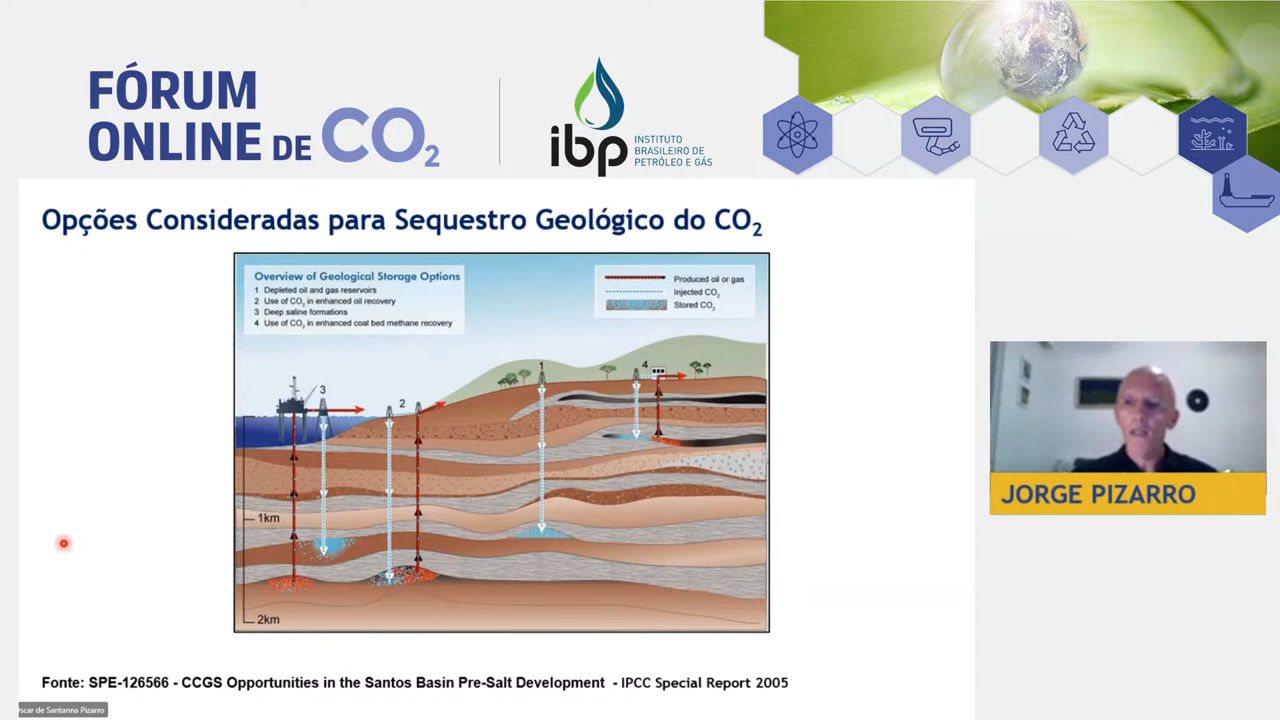 FÓRUM
ONLINE DE CO₂
ibp
INSTITUTO
BRASILEIRO DE
PETRÓLEO E GÁS
Opções Consideradas para Sequestro Geológico do CO₂
Overview of Geological Storage Options
1 Depleted oil and gas reservoirs
2 Use of CO₂ in enhanced oil recovery
3 Deep saline formations
4 Use of CO₂ in enhanced coal bed methane recovery
Produced oil or gas
Injected CO₂
Stored CO₂
3
2
1
4
1km
2km
JORGE PIZARRO
Fonte: SPE-126566 - CCGS Opportunities in the Santos Basin Pre-Salt Development - IPCC Special Report 2005
de Santanna Pizarro